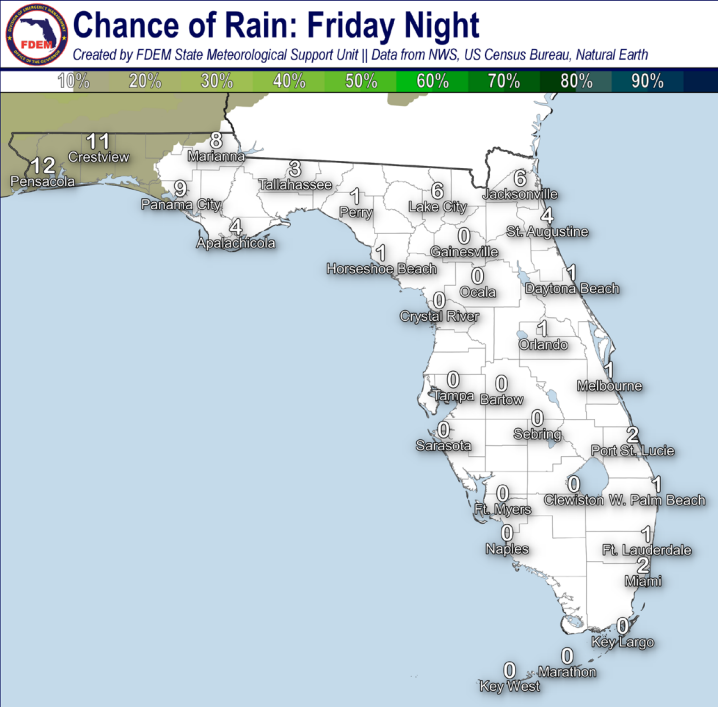 Chance of Rain: Friday Night
Created by FDEM State Meteorological Support Unit || Data from NWS, US Census Bureau, Natural Earth
FDEM
10% 20% 30% 40% 50% 60% 70% 80% 90%
11
Crestview
8
Marianna
12
Pensacola
3
Tallahassee
6
Jacksonville
9
Panama City
1
Perry
6
Lake City
4
Apalachicola
4
St. Augustine
0
Gainesville
1
Horseshoe Beach
0
Ocala
1
Daytona Beach
0
Crystal River
1
Orlando
0
Tampa
0
Bartow
1
Melbourne
0
Sarasota
0
Sebring
2
Port St. Lucie
0
Ft. Myers
0
Clewiston
1
W. Palm Beach
0
Naples
1
Ft. Lauderdale
2
Miami
0
Key Largo
0
Marathon
0
Key West